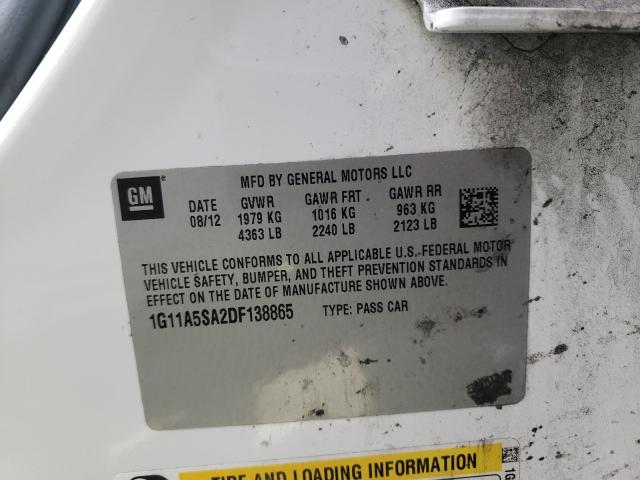 MFD BY GENERAL MOTORS LLC
GM®
DATE GVWR GAWR FRT GAWR RR
08/12 1979 KG 1016 KG 963 KG
4363 LB 2240 LB 2123 LB
THIS VEHICLE CONFORMS TO ALL APPLICABLE U.S. FEDERAL MOTOR
VEHICLE SAFETY, BUMPER, AND THEFT PREVENTION STANDARDS IN
EFFECT ON THE DATE OF MANUFACTURE SHOWN ABOVE.
1G11A5SA2DF138865 TYPE: PASS CAR
TIRE AND LOADING INFORMATION
1G